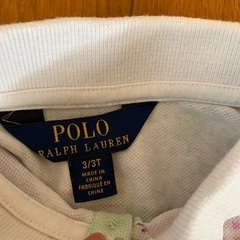 POLO
RALPH LAUREN
3/3T
MADE IN
CHINA
FABRIQUÉ EN
CHINE